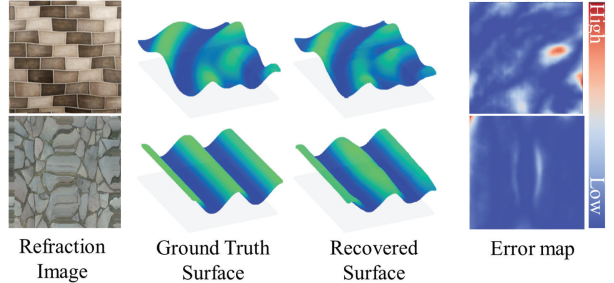 High
Low
Refraction
Image
Ground Truth
Surface
Recovered
Surface
Error map